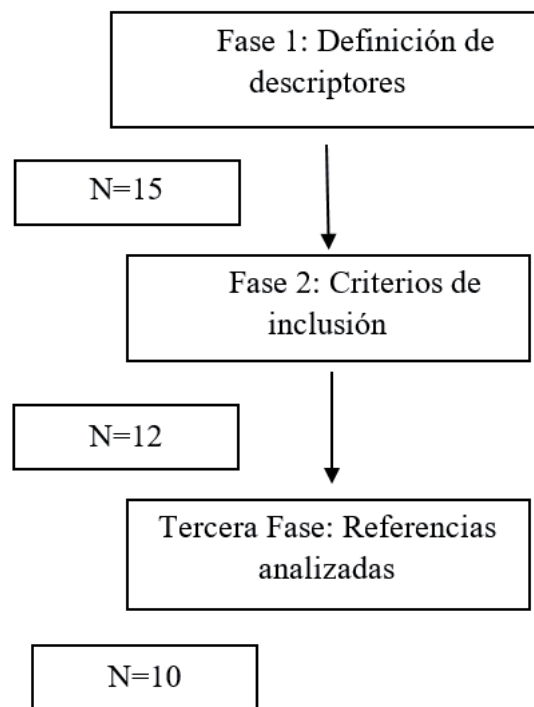 Fase 1: Definición de
descriptores
N=15
Fase 2: Criterios de
inclusión
N=12
Tercera Fase: Referencias
analizadas
N=10